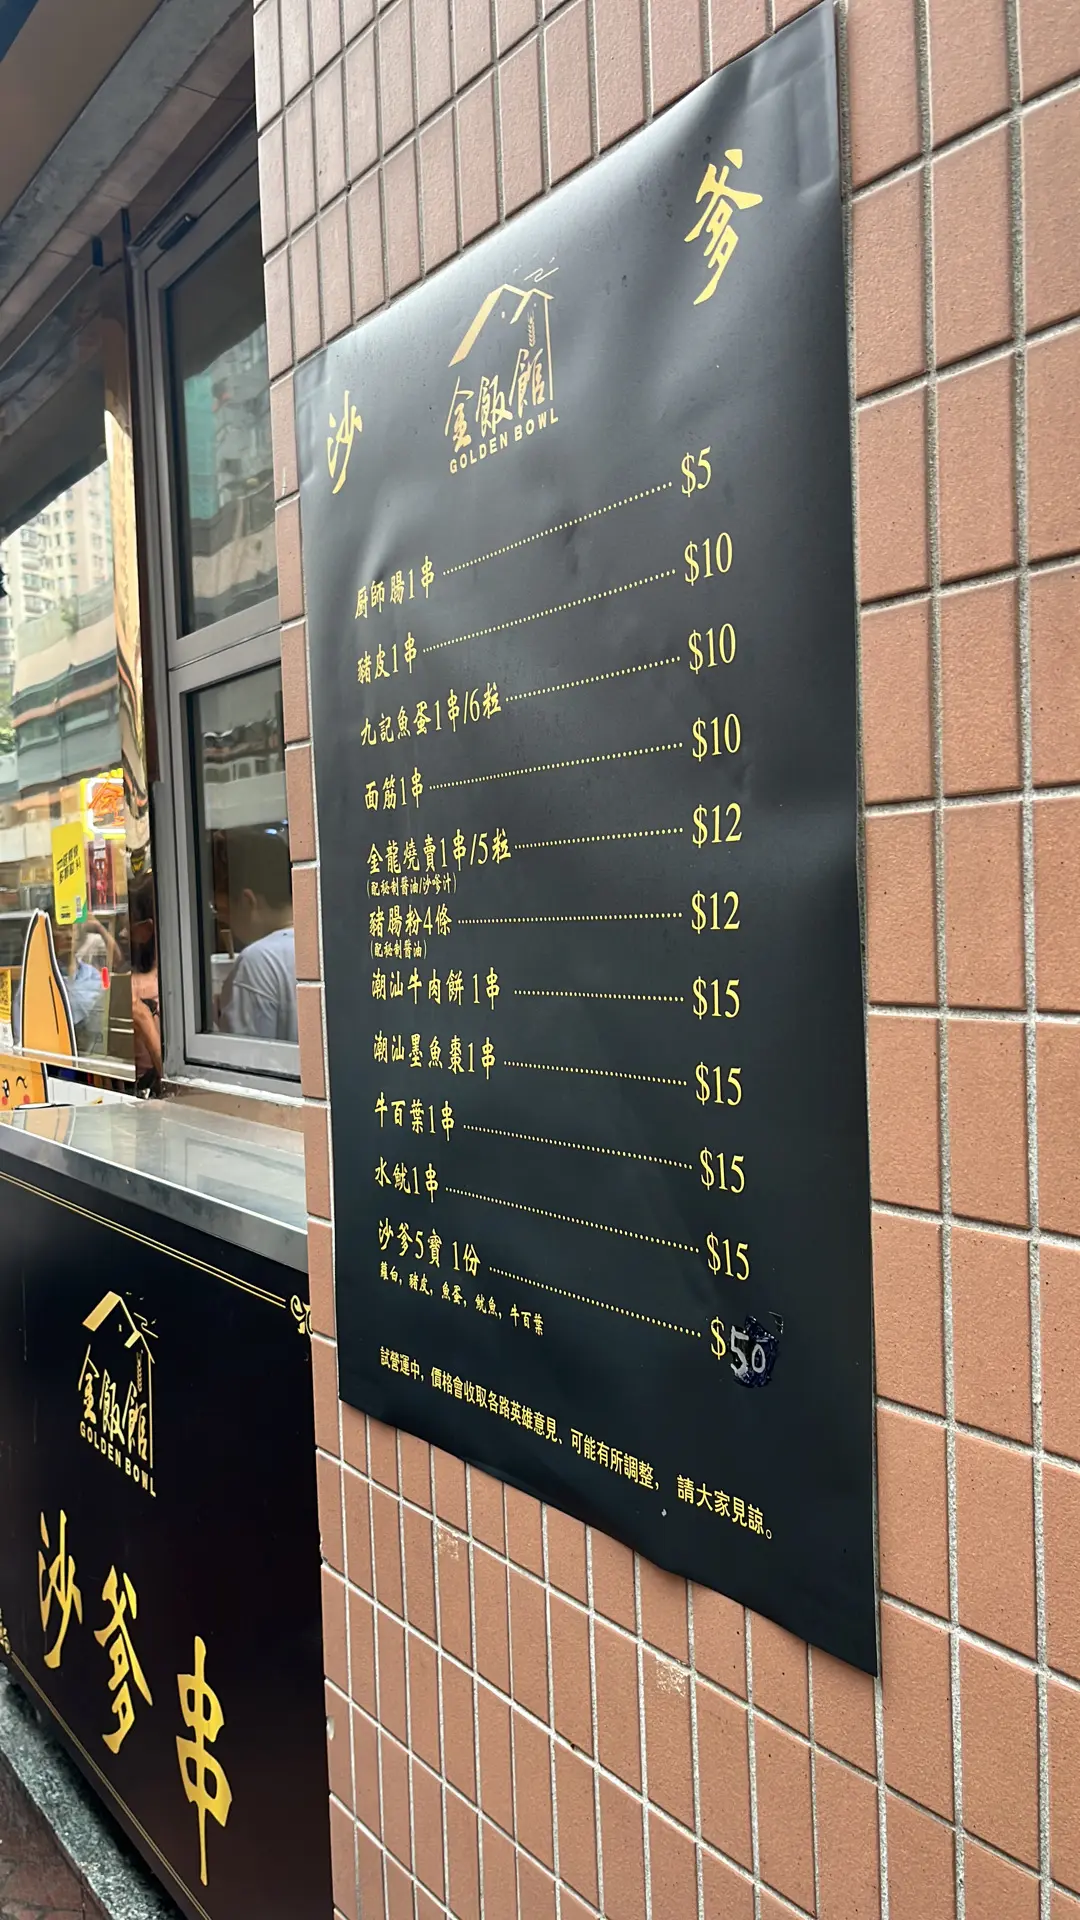 沙爹
金飯館
GOLDEN BOWL
厨師腸1串 $5
豬皮1串 $10
九記魚蛋1串/6粒 $10
面筋1串 $10
金龍燒賣1串/5粒 $12
(配秘制醬油/沙嗲汁)
豬腸粉4條 $12
(配秘制醬油)
潮汕牛肉餅1串 $15
潮汕墨魚棗1串 $15
牛百葉1串 $15
水魷1串 $15
沙爹5寶 1份 $50
蘿白, 豬皮, 魚蛋, 魷魚, 牛百葉
試營運中, 價格會收取各路英雄意見、可能有所調整, 請大家見諒。
金飯館
GOLDEN BOWL
沙爹串